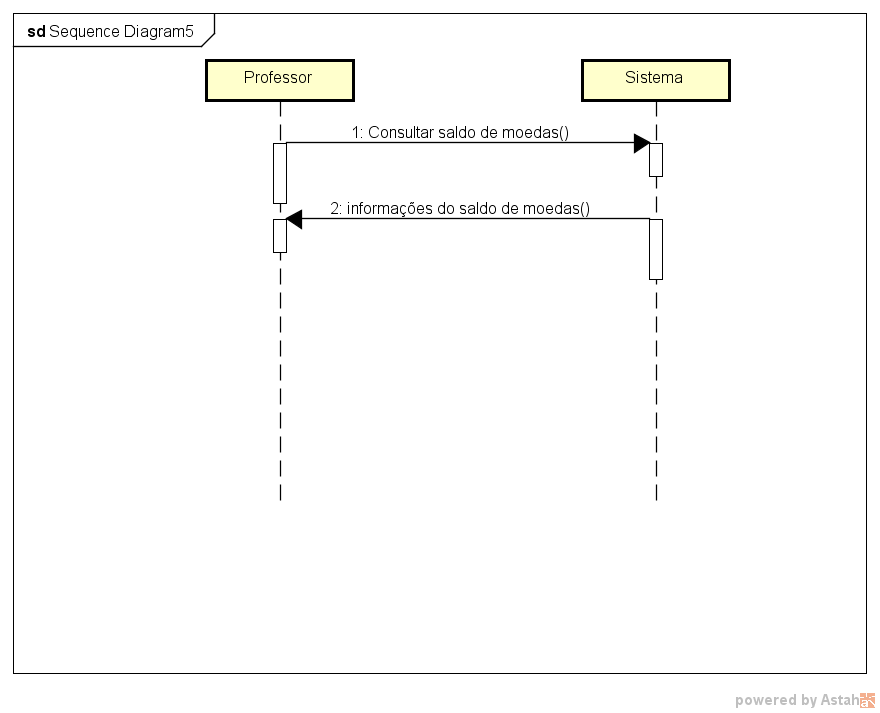 sd Sequence Diagram5
Professor
Sistema
1: Consultar saldo de moedas()
2: informações do saldo de moedas()
powered by Astah